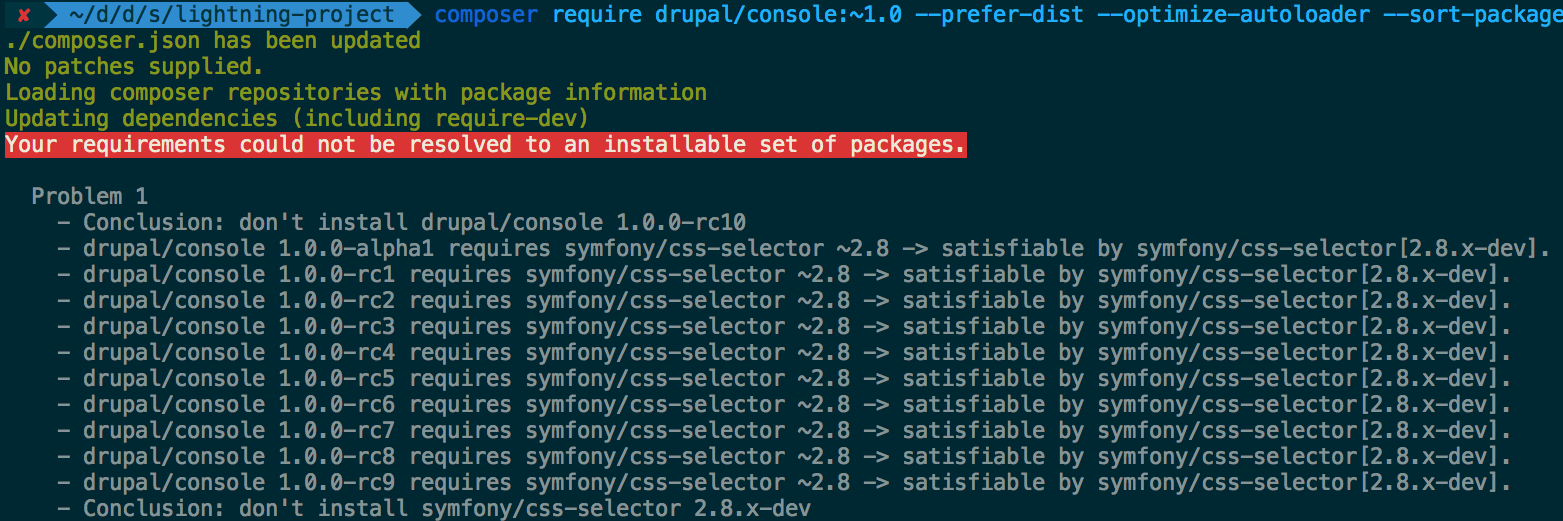 ✘ ~/d/d/s/lightning-project composer require drupal/console:~1.0 --prefer-dist --optimize-autoloader --sort-package
./composer.json has been updated
No patches supplied.
Loading composer repositories with package information
Updating dependencies (including require-dev)
Your requirements could not be resolved to an installable set of packages.
Problem 1
- Conclusion: don't install drupal/console 1.0.0-rc10
- drupal/console 1.0.0-alpha1 requires symfony/css-selector ~2.8 -> satisfiable by symfony/css-selector[2.8.x-dev].
- drupal/console 1.0.0-rc1 requires symfony/css-selector ~2.8 -> satisfiable by symfony/css-selector[2.8.x-dev].
- drupal/console 1.0.0-rc2 requires symfony/css-selector ~2.8 -> satisfiable by symfony/css-selector[2.8.x-dev].
- drupal/console 1.0.0-rc3 requires symfony/css-selector ~2.8 -> satisfiable by symfony/css-selector[2.8.x-dev].
- drupal/console 1.0.0-rc4 requires symfony/css-selector ~2.8 -> satisfiable by symfony/css-selector[2.8.x-dev].
- drupal/console 1.0.0-rc5 requires symfony/css-selector ~2.8 -> satisfiable by symfony/css-selector[2.8.x-dev].
- drupal/console 1.0.0-rc6 requires symfony/css-selector ~2.8 -> satisfiable by symfony/css-selector[2.8.x-dev].
- drupal/console 1.0.0-rc7 requires symfony/css-selector ~2.8 -> satisfiable by symfony/css-selector[2.8.x-dev].
- drupal/console 1.0.0-rc8 requires symfony/css-selector ~2.8 -> satisfiable by symfony/css-selector[2.8.x-dev].
- drupal/console 1.0.0-rc9 requires symfony/css-selector ~2.8 -> satisfiable by symfony/css-selector[2.8.x-dev].
- Conclusion: don't install symfony/css-selector 2.8.x-dev